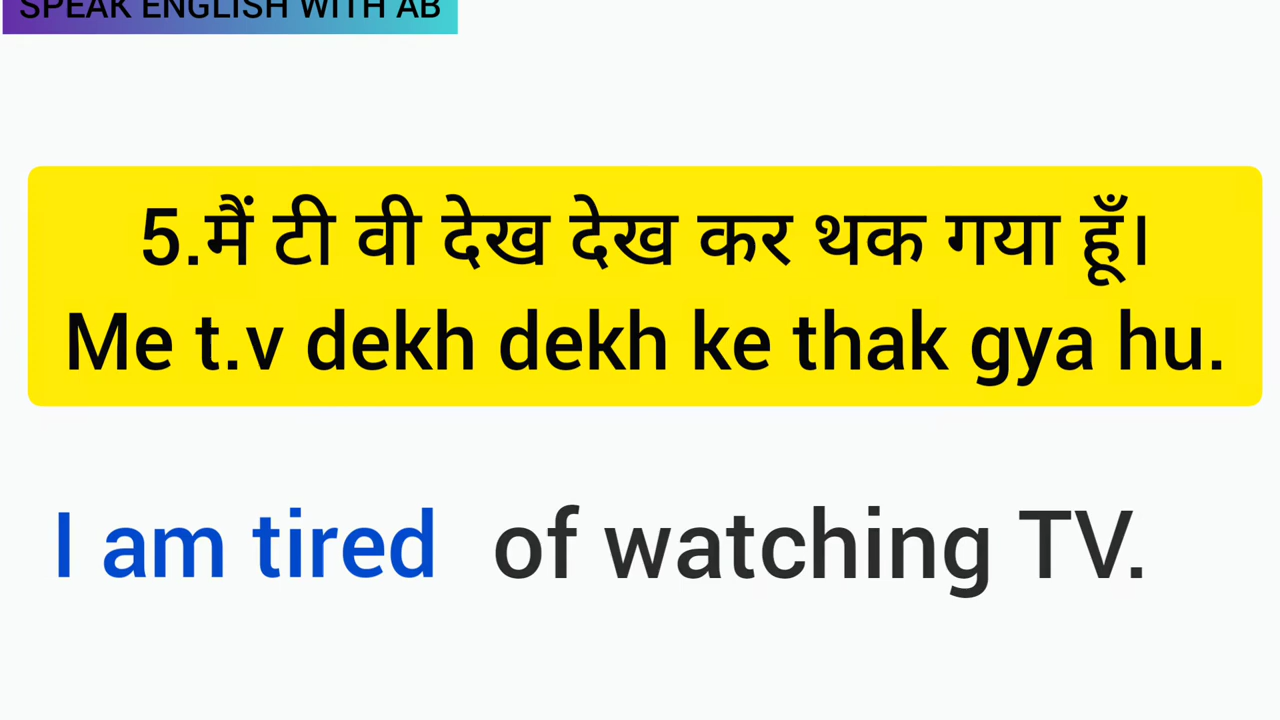 SPEAK ENGLISH WITH AB
5.मैं टी वी देख देख कर थक गया हूँ।
Me t.v dekh dekh ke thak gya hu.
I am tired of watching TV.